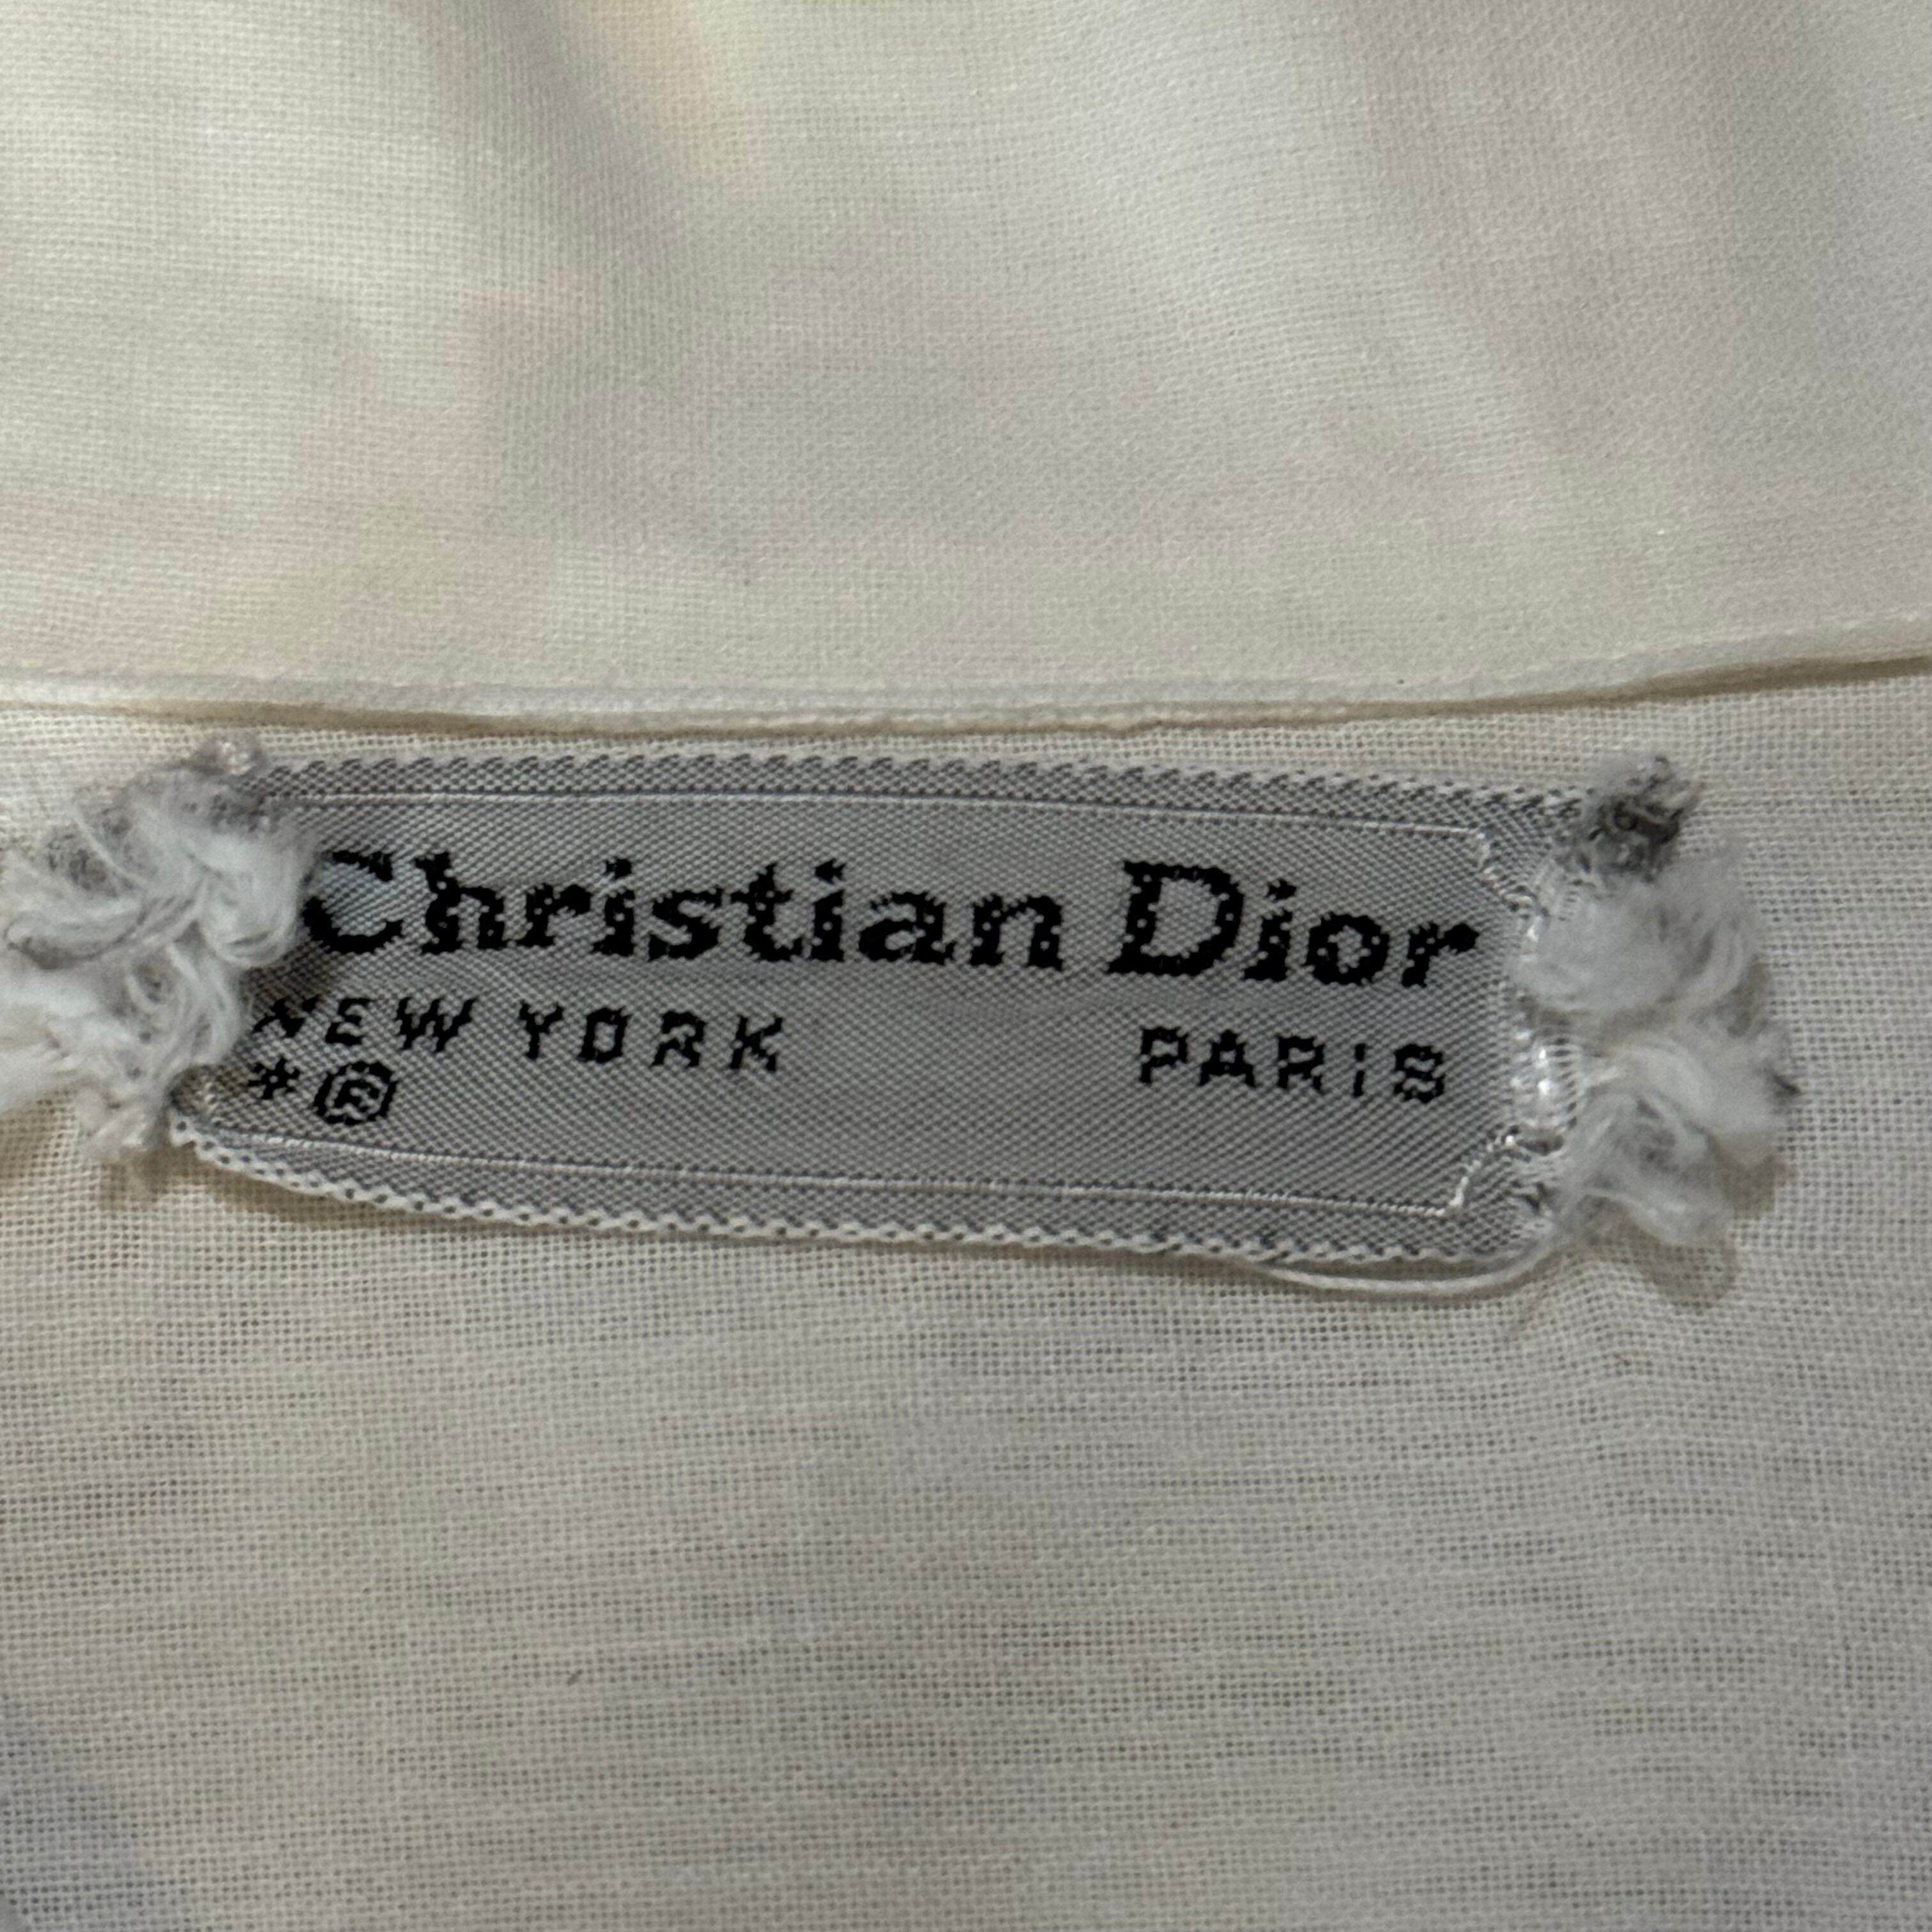 Christian Dior
NEW YORK PARIS
*®